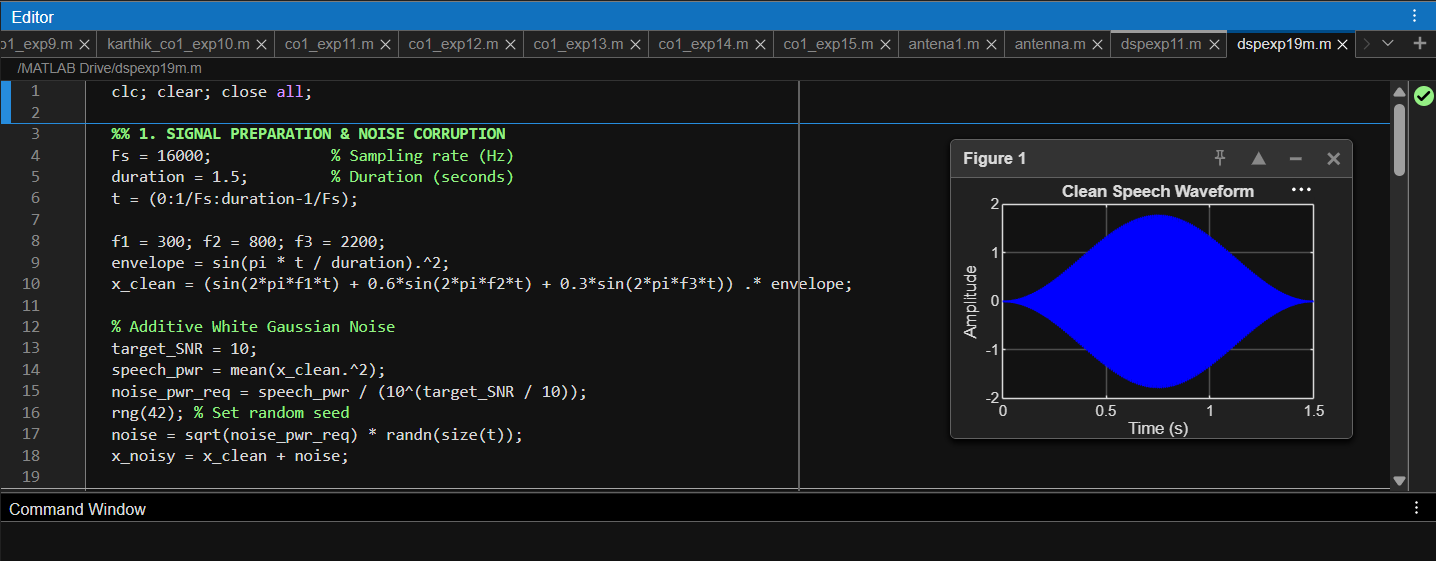 Editor
o1_exp9.m karthik_co1_exp10.m co1_exp11.m co1_exp12.m co1_exp13.m co1_exp14.m co1_exp15.m antena1.m antenna.m dspexp11.m dspexp19m.m
/MATLAB Drive/dspexp19m.m
1 clc; clear; close all;
2
3 %% 1. SIGNAL PREPARATION & NOISE CORRUPTION
4 Fs = 16000; % Sampling rate (Hz)
5 duration = 1.5; % Duration (seconds)
6 t = (0:1/Fs:duration-1/Fs);
7
8 f1 = 300; f2 = 800; f3 = 2200;
9 envelope = sin(pi * t / duration).^2;
10 x_clean = (sin(2*pi*f1*t) + 0.6*sin(2*pi*f2*t) + 0.3*sin(2*pi*f3*t)) .* envelope;
11
12 % Additive White Gaussian Noise
13 target_SNR = 10;
14 speech_pwr = mean(x_clean.^2);
15 noise_pwr_req = speech_pwr / (10^(target_SNR / 10));
16 rng(42); % Set random seed
17 noise = sqrt(noise_pwr_req) * randn(size(t));
18 x_noisy = x_clean + noise;
19
Figure 1
Clean Speech Waveform
2
1
0
-1
-2
Amplitude
0 0.5 1 1.5
Time (s)
Command Window